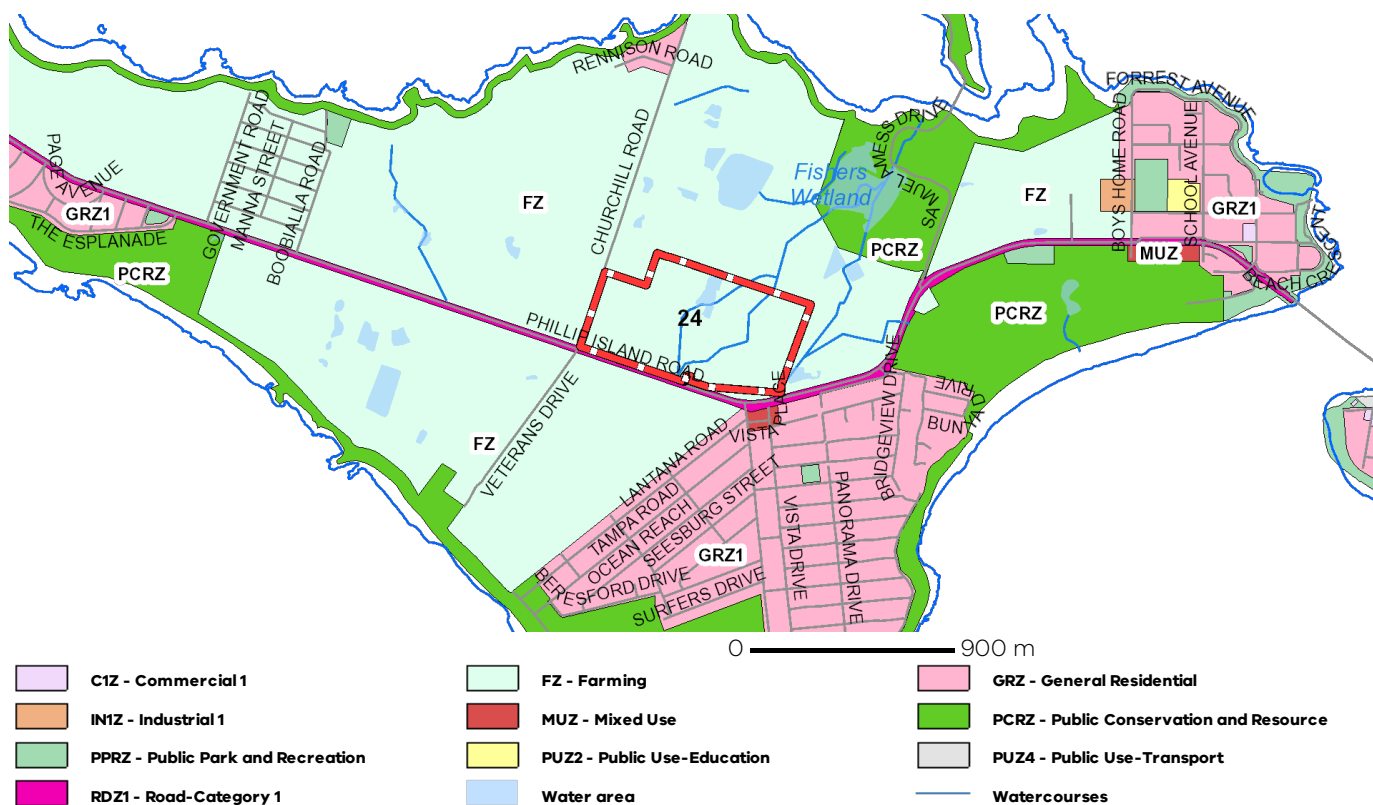 RENNISON ROAD
FORREST AVENUE
GOVERNMENT ROAD
MANNA STREET
BOOBIALLA ROAD
PAGE AVENUE
GRZ1
THE ESPLANADE
PCRZ
FZ
CHURCHILL ROAD
Fishers
Wetland
SAMUEL AMESS DRIVE
PCRZ
FZ
BOYS HOME ROAD
SCHOOL AVENUE
GRZ1
MUZ
BEACH CRESCENT
PCRZ
24
PHILLIP ISLAND ROAD
VETERANS DRIVE
FZ
PLACE
VISTA
LANTANA ROAD
TAMPA ROAD
OCEAN REACH
SEESBURG STREET
BERESFORD DRIVE
SURFERS DRIVE
GRZ1
VISTA DRIVE
PANORAMA DRIVE
BRIDGEVIEW DRIVE
BUNYA DRIVE
0 900 m
C1Z - Commercial 1
FZ - Farming
GRZ - General Residential
IN1Z - Industrial 1
MUZ - Mixed Use
PCRZ - Public Conservation and Resource
PPRZ - Public Park and Recreation
PUZ2 - Public Use-Education
PUZ4 - Public Use-Transport
RDZ1 - Road-Category 1
Water area
Watercourses